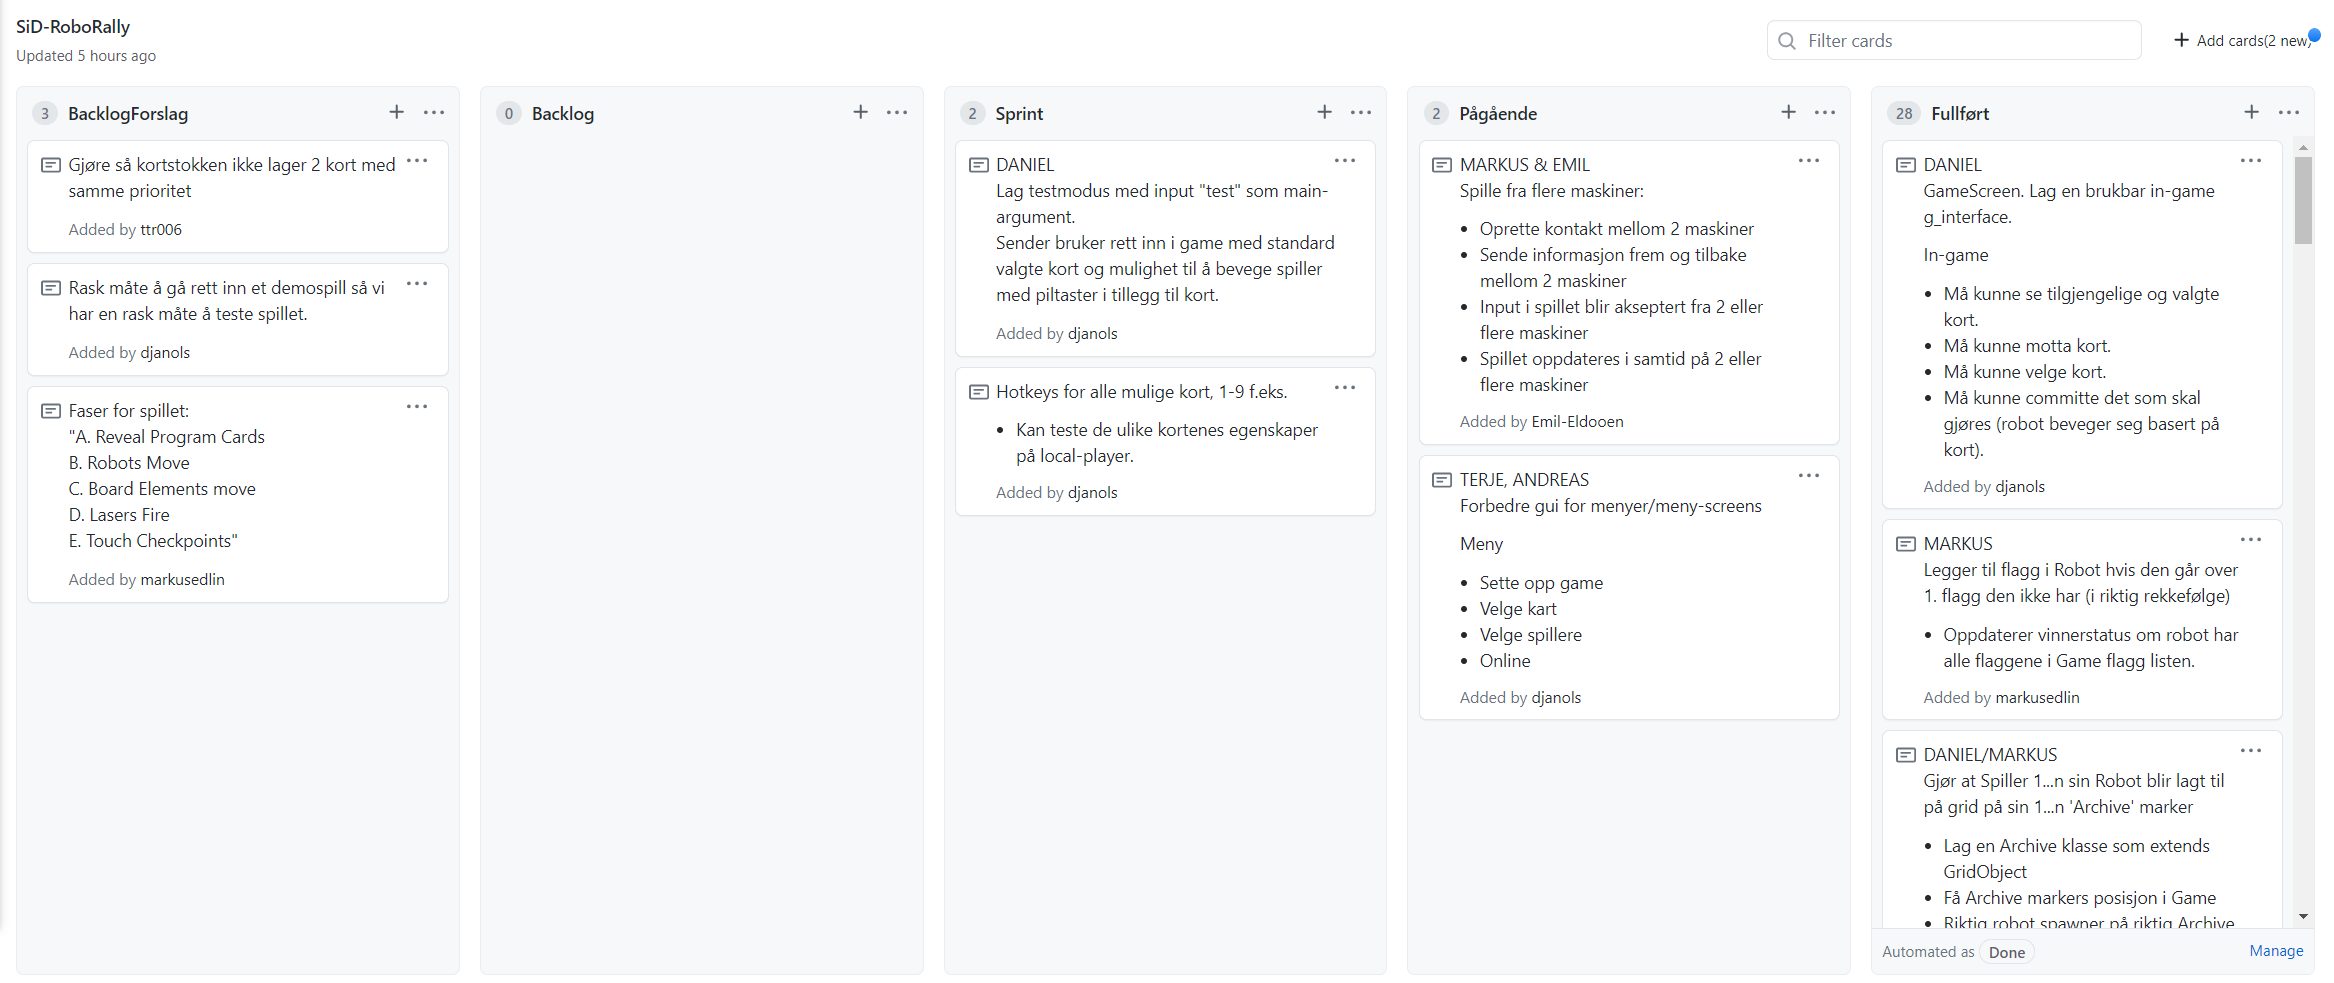 SiD-RoboRally
Updated 5 hours ago
Filter cards
Add cards(2 new)
3 BacklogForslag
Gjøre så kortstokken ikke lager 2 kort med
samme prioritet
Added by ttr006
Rask måte å gå rett inn et demospill så vi
har en rask måte å teste spillet.
Added by djanols
Faser for spillet:
"A. Reveal Program Cards
B. Robots Move
C. Board Elements move
D. Lasers Fire
E. Touch Checkpoints"
Added by markusedlin
0 Backlog
2 Sprint
DANIEL
Lag testmodus med input "test" som main-
argument.
Sender bruker rett inn i game med standard
valgte kort og mulighet til å bevege spiller
med piltaster i tillegg til kort.
Added by djanols
Hotkeys for alle mulige kort, 1-9 f.eks.
• Kan teste de ulike kortenes egenskaper
på local-player.
Added by djanols
2 Pågående
MARKUS & EMIL
Spille fra flere maskiner:
• Oprette kontakt mellom 2 maskiner
• Sende informasjon frem og tilbake
mellom 2 maskiner
• Input i spillet blir akseptert fra 2 eller
flere maskiner
• Spillet oppdateres i samtid på 2 eller
flere maskiner
Added by Emil-Eldooen
TERJE, ANDREAS
Forbedre gui for menyer/meny-screens
Meny
• Sette opp game
• Velge kart
• Velge spillere
• Online
Added by djanols
28 Fullført
DANIEL
GameScreen. Lag en brukbar in-game
g_interface.
In-game
• Må kunne se tilgjengelige og valgte
kort.
• Må kunne motta kort.
• Må kunne velge kort.
• Må kunne committe det som skal
gjøres (robot beveger seg basert på
kort).
Added by djanols
MARKUS
Legger til flagg i Robot hvis den går over
1. flagg den ikke har (i riktig rekkefølge)
• Oppdaterer vinnerstatus om robot har
alle flaggene i Game flagg listen.
Added by markusedlin
DANIEL/MARKUS
Gjør at Spiller 1...n sin Robot blir lagt til
på grid på sin 1...n 'Archive' marker
• Lag en Archive klasse som extends
GridObject
• Få Archive markers posisjon i Game
• Riktig robot spawner på riktig Archive
Automated as Done
Manage